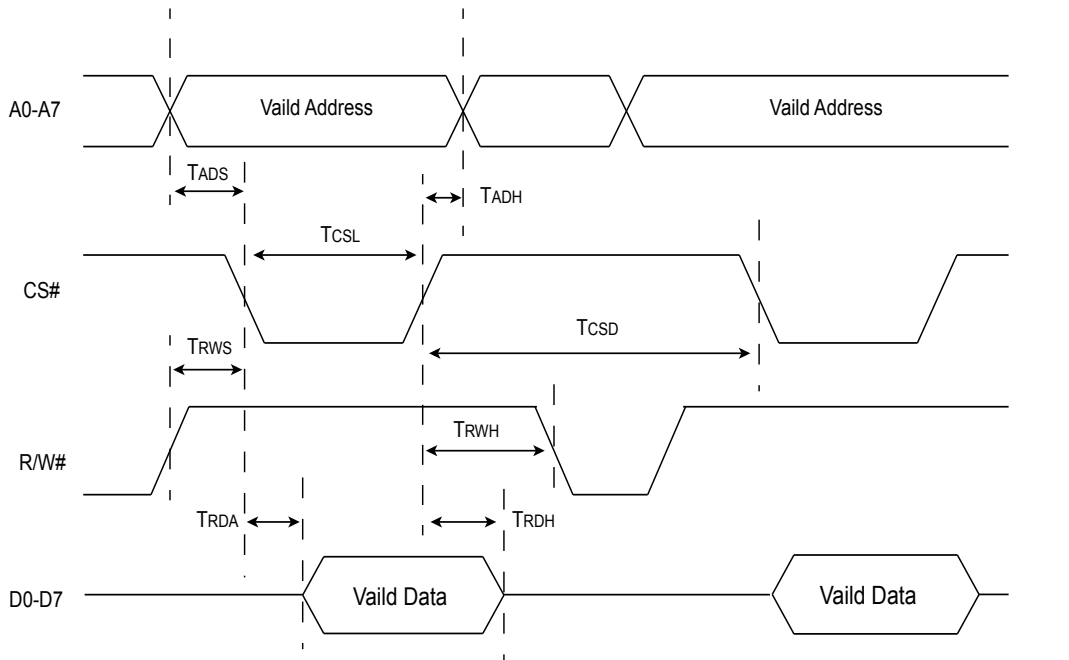 A0-A7
Vaild Address
Vaild Address
TADS
TADH
TCSL
CS#
TCSD
TRWS
TRWH
R/W#
TRDA
TRDH
D0-D7
Vaild Data
Vaild Data